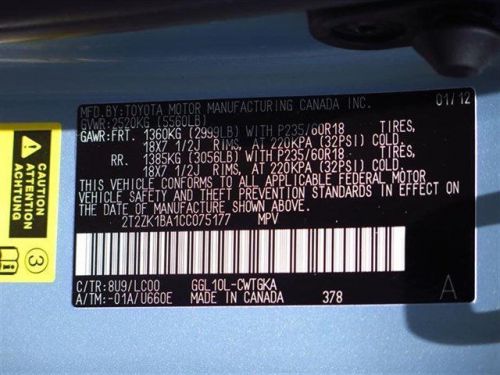 MFD.BY:TOYOTA MOTOR MANUFACTURING CANADA INC. 01/12
GVWR:2520KG (5560LB)
GAWR:FRT. 1360KG (2999LB) WITH P235/60R18 TIRES,
18X7 1/2J RIMS, AT 220KPA (32PSI) COLD.
RR. 1385KG (3056LB) WITH P235/60R18 TIRES,
18X7 1/2J RIMS, AT 220KPA (32PSI) COLD.
THIS VEHICLE CONFORMS TO ALL APPLICABLE FEDERAL MOTOR
VEHICLE SAFETY AND THEFT PREVENTION STANDARDS IN EFFECT ON
THE DATE OF MANUFACTURE SHOWN ABOVE.
2T2ZK1BA1CC075177 MPV
C/TR:8U9/LC00 GGL10L-CWTGKA
A/TM:-01A/U660E MADE IN CANADA 378 A
CAUTION
ATTENTION
ACHTUNG
3